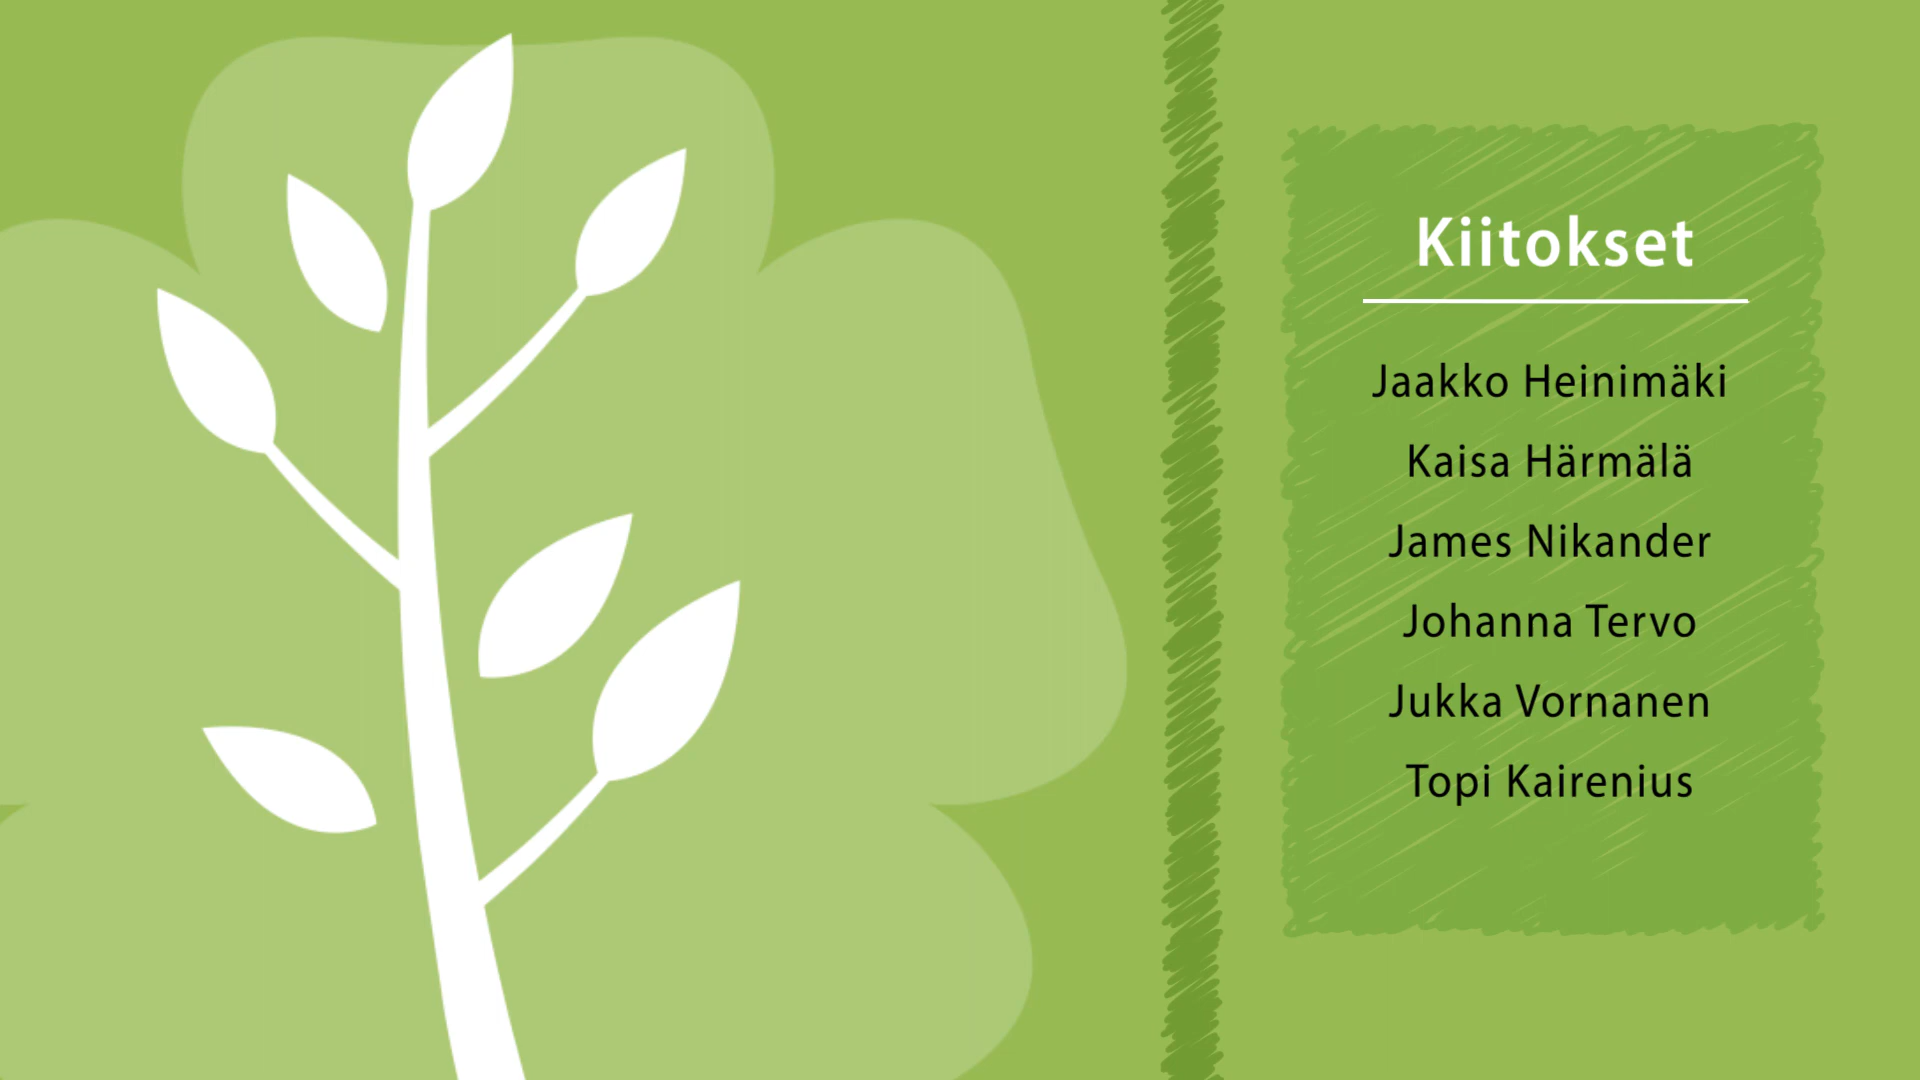 Kiitokset
Jaakko Heinimäki
Kaisa Härmälä
James Nikander
Johanna Tervo
Jukka Vornanen
Topi Kairenius